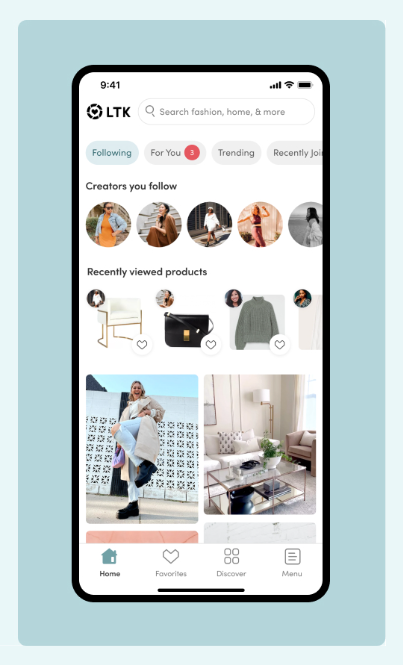 9:41
LTK
Search fashion, home, & more
Following
For You 3
Trending
Recently Joi
Creators you follow
Recently viewed products
Home
Favorites
Discover
Menu